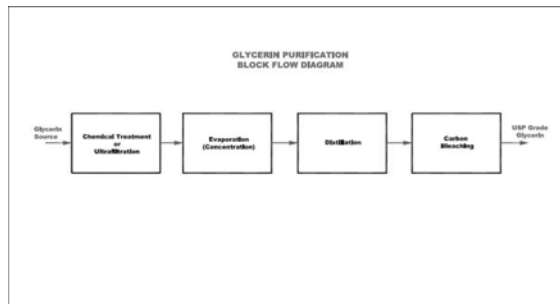 GLYCERIN PURIFICATION
BLOCK FLOW DIAGRAM
Glycerin
Source
Chemical Treatment
or
Ultrafiltration
Evaporation
(Concentration)
Distillation
Carbon
Bleaching
USP Grade
Glycerin